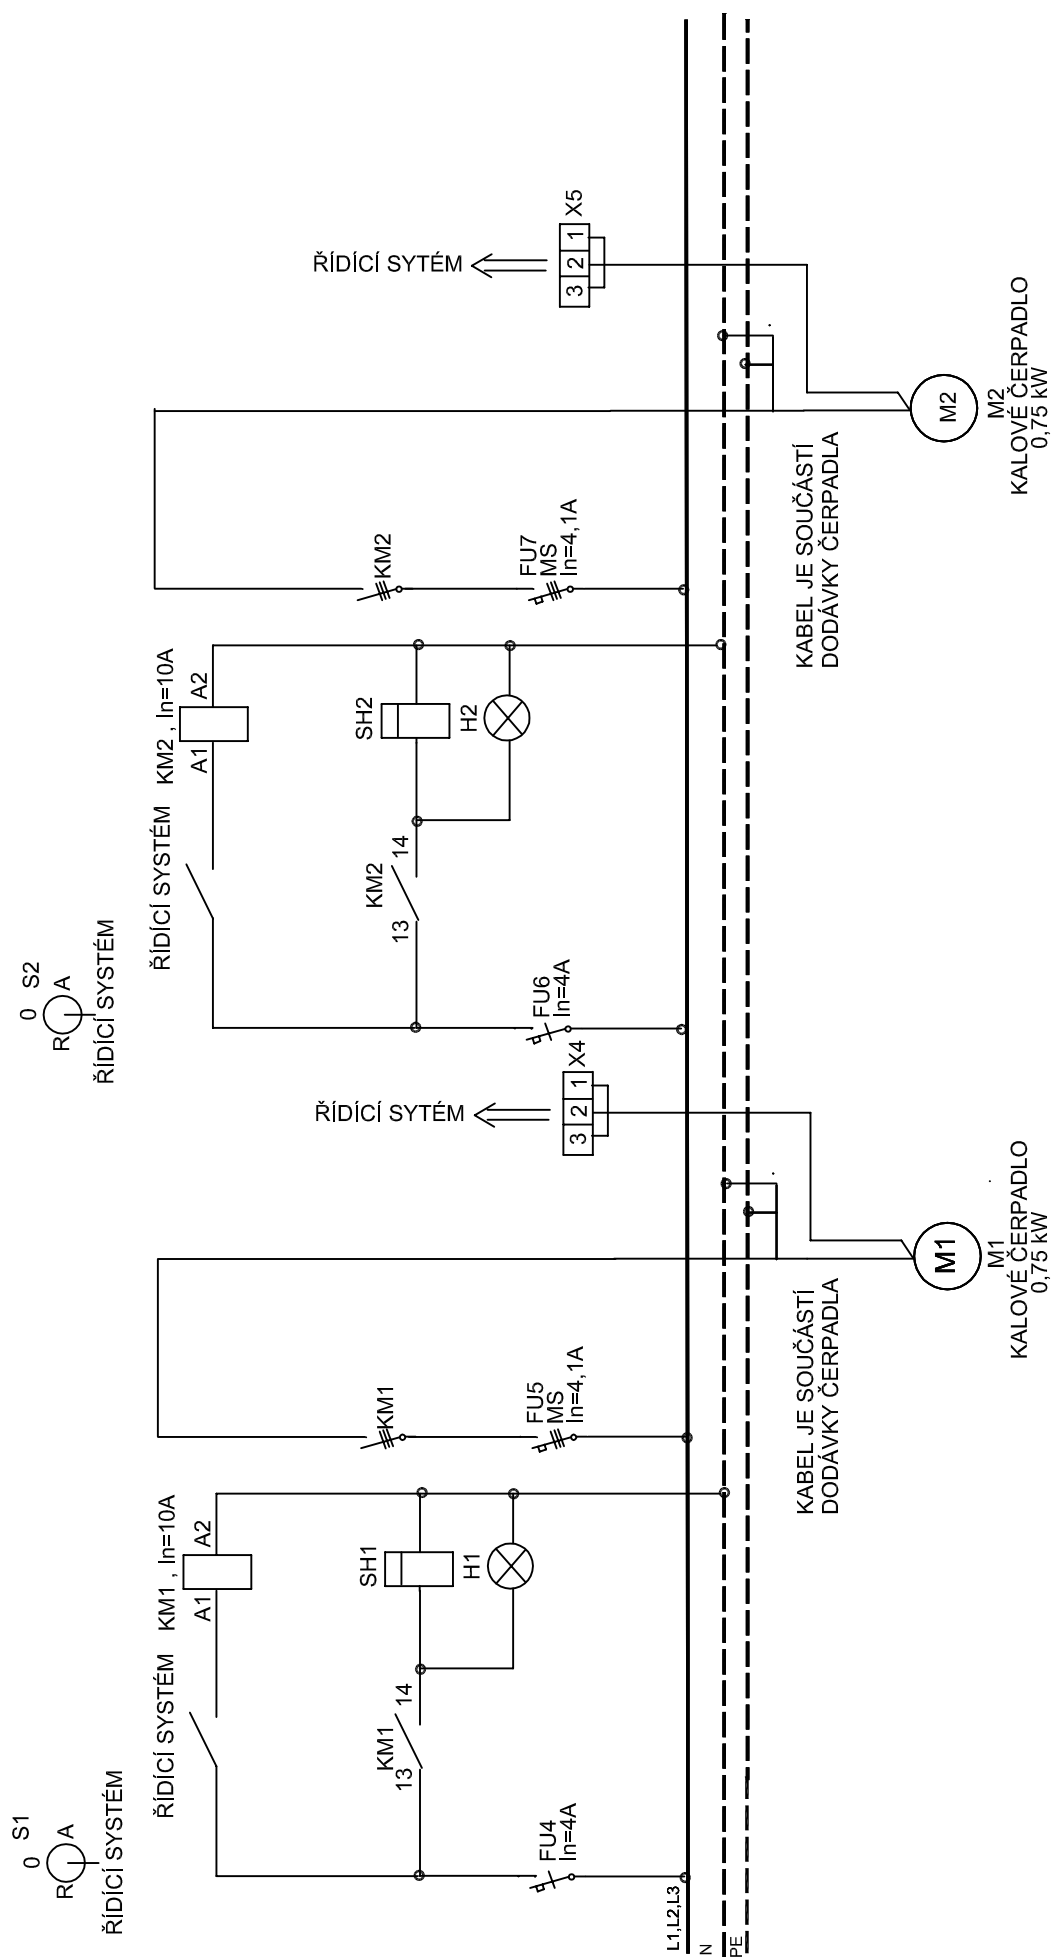 0 S1
R A
ŘÍDÍCÍ SYSTÉM
ŘÍDÍCÍ SYSTÉM
KM1 , In=10A
A1 A2
KM1
13 14
SH1
H1
FU4
In=4A
KM1
FU5
MS
In=4,1A
ŘÍDÍCÍ SYTÉM
3 2 1 X4
KABEL JE SOUČÁSTÍ
DODÁVKY ČERPADLA
M1
M1
KALOVÉ ČERPADLO
0,75 kW
0 S2
R A
ŘÍDÍCÍ SYSTÉM
ŘÍDÍCÍ SYSTÉM
KM2 , In=10A
A1 A2
KM2
13 14
SH2
H2
FU6
In=4A
KM2
FU7
MS
In=4,1A
ŘÍDÍCÍ SYTÉM
3 2 1 X5
KABEL JE SOUČÁSTÍ
DODÁVKY ČERPADLA
M2
M2
KALOVÉ ČERPADLO
0,75 kW
L1,L2,L3
N
PE